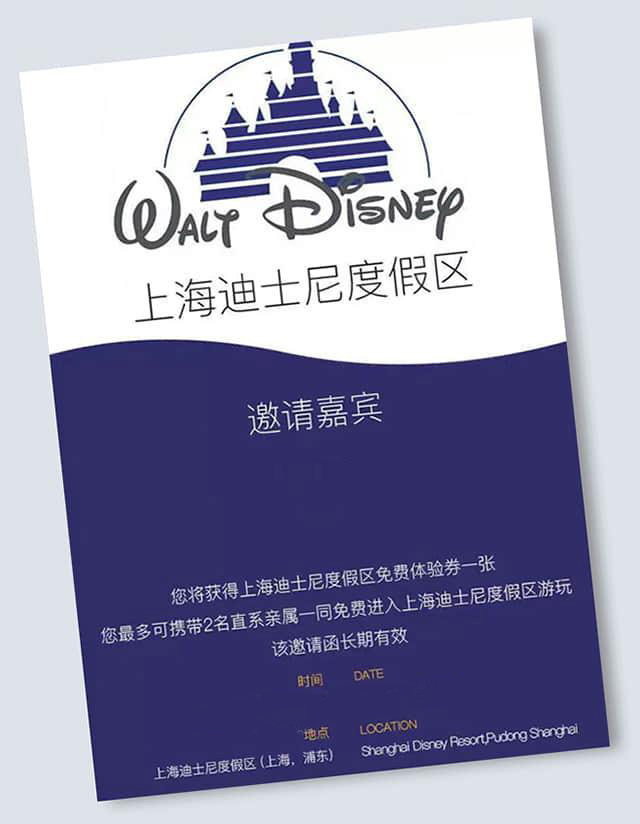 WALT DISNEY
上海迪士尼度假区
邀请嘉宾
您将获得上海迪士尼度假区免费体验券一张
您最多可携带2名直系亲属一同免费进入上海迪士尼度假区游玩
该邀请函长期有效
时间 DATE
地点 LOCATION
上海迪士尼度假区 (上海，浦东) Shanghai Disney Resort,Pudong Shanghai